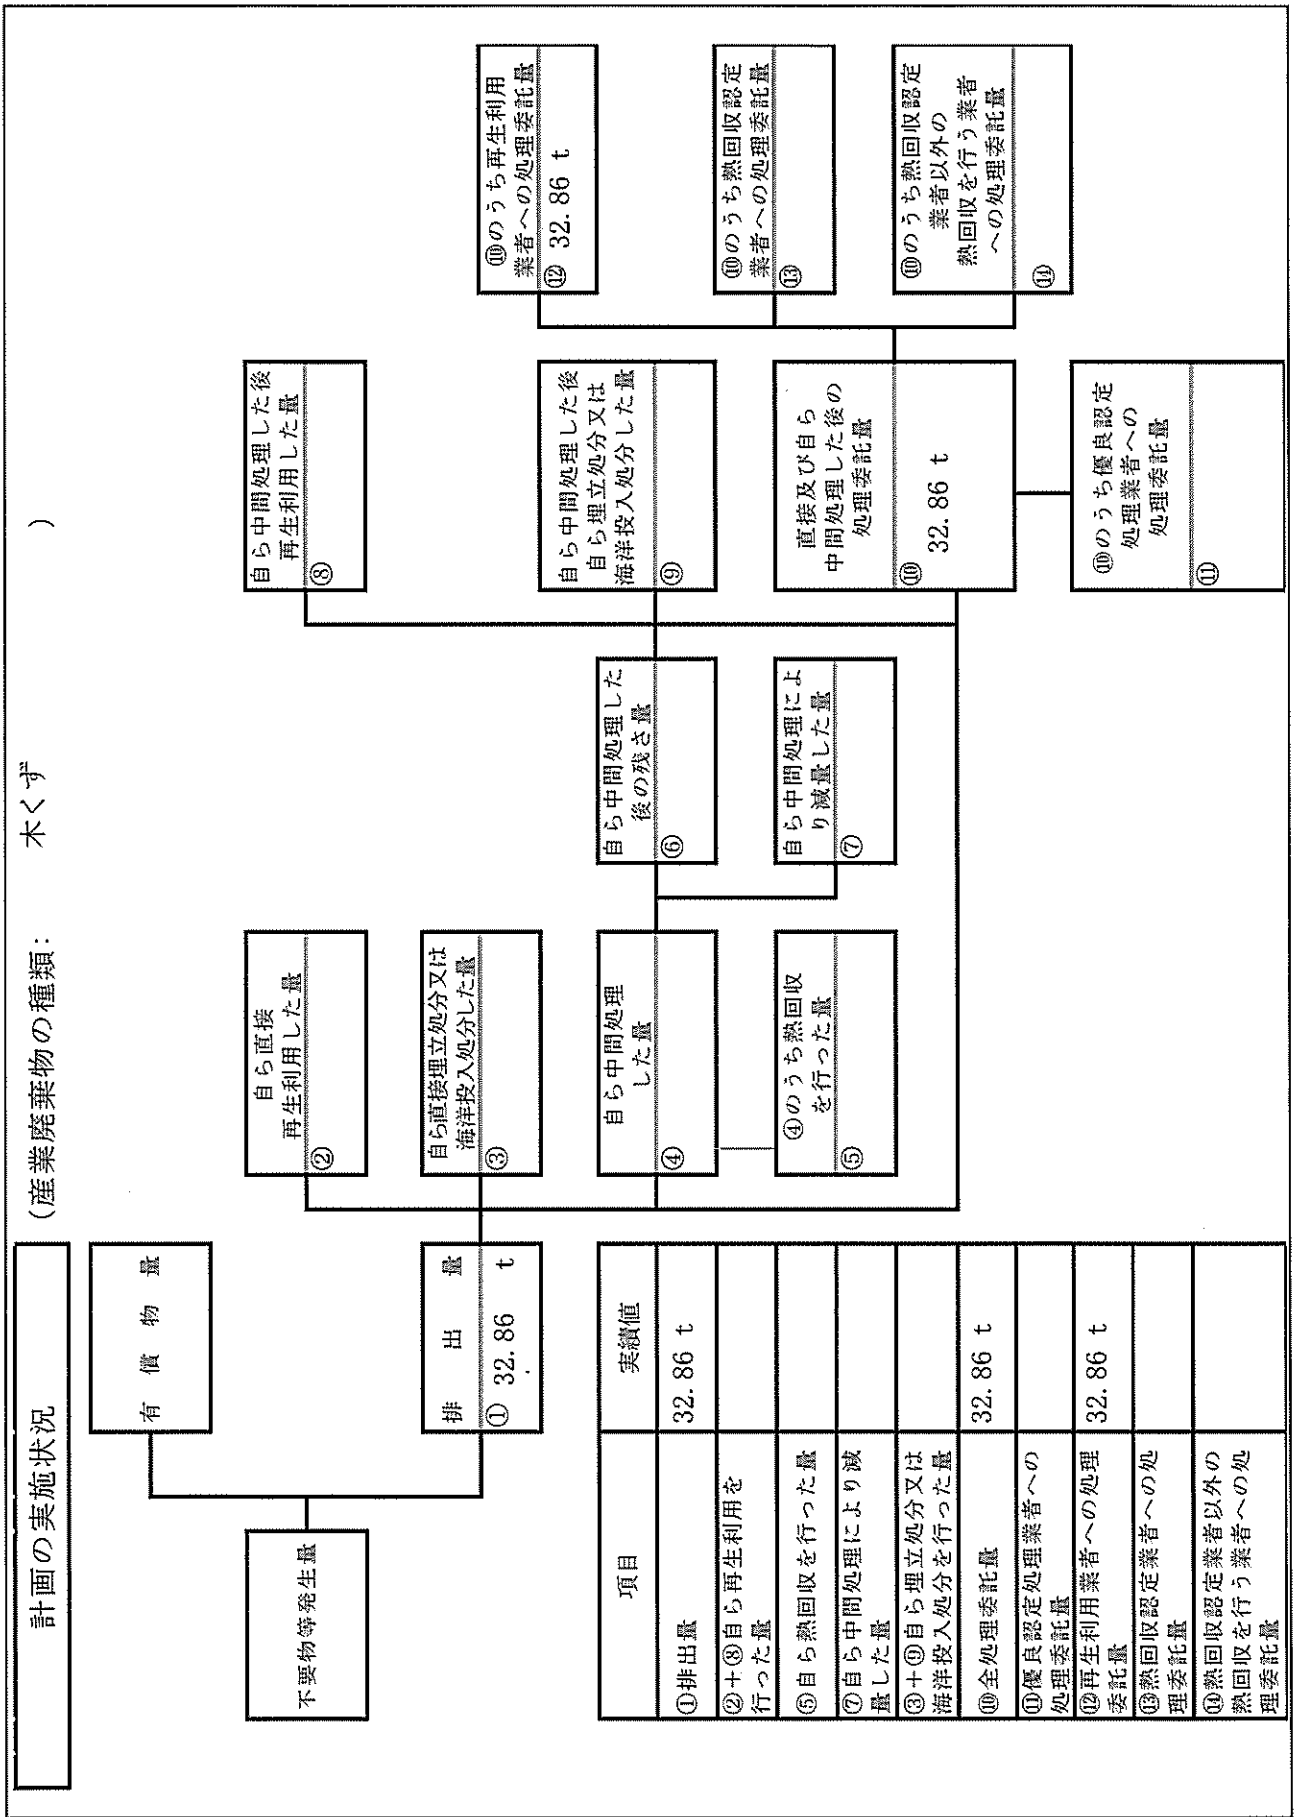 計画の実施状況
(産業廃棄物の種類: 木くず )
不要物等発生量
有償物量
排出量
① 32.86 t
自ら直接
再生利用した量
②
自ら直接埋立処分又は
海洋投入処分した量
③
自ら中間処理
した量
④
④のうち熱回収
を行った量
⑤
自ら中間処理した
後の残さ量
⑥
自ら中間処理によ
り減量した量
⑦
自ら中間処理した後
再生利用した量
⑧
自ら中間処理した後
自ら埋立処分又は
海洋投入処分した量
⑨
直接及び自ら
中間処理した後の
処理委託量
⑩
32.86 t
⑩のうち優良認定
処理業者への
処理委託量
⑪
⑩のうち再生利用
業者への処理委託量
⑫ 32.86 t
⑩のうち熱回収認定
業者への処理委託量
⑬
⑩のうち熱回収認定
業者以外の
熱回収を行う業者
への処理委託量
⑭
項目 実績値
①排出量 32.86 t
②+⑧自ら再生利用を
行った量
⑤自ら熱回収を行った量
⑦自ら中間処理により減
量した量
③+⑨自ら埋立処分又は
海洋投入処分を行った量
⑩全処理委託量 32.86 t
⑪優良認定処理業者への
処理委託量
⑫再生利用業者への処理
委託量 32.86 t
⑬熱回収認定業者への処
理委託量
⑭熱回収認定業者以外の
熱回収を行う業者への処
理委託量